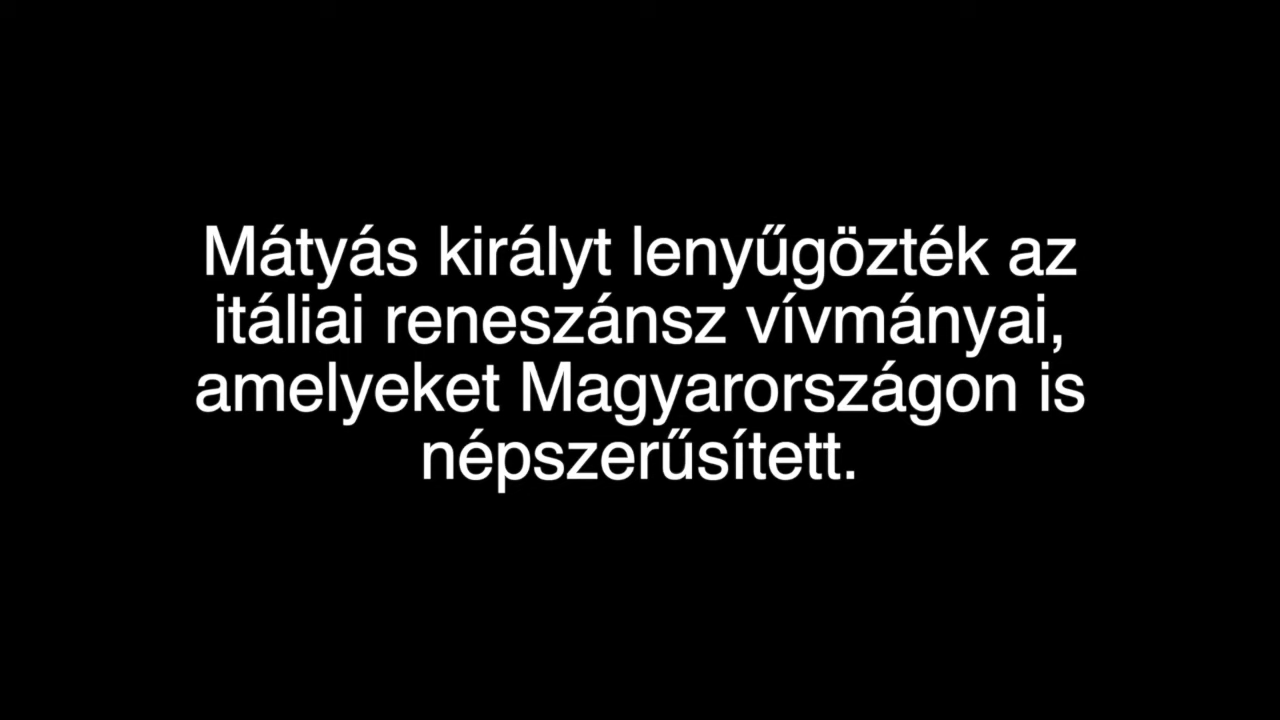 Mátyás királyt lenyűgözték az
itáliai reneszánsz vívmányai,
amelyeket Magyarországon is
népszerűsített.